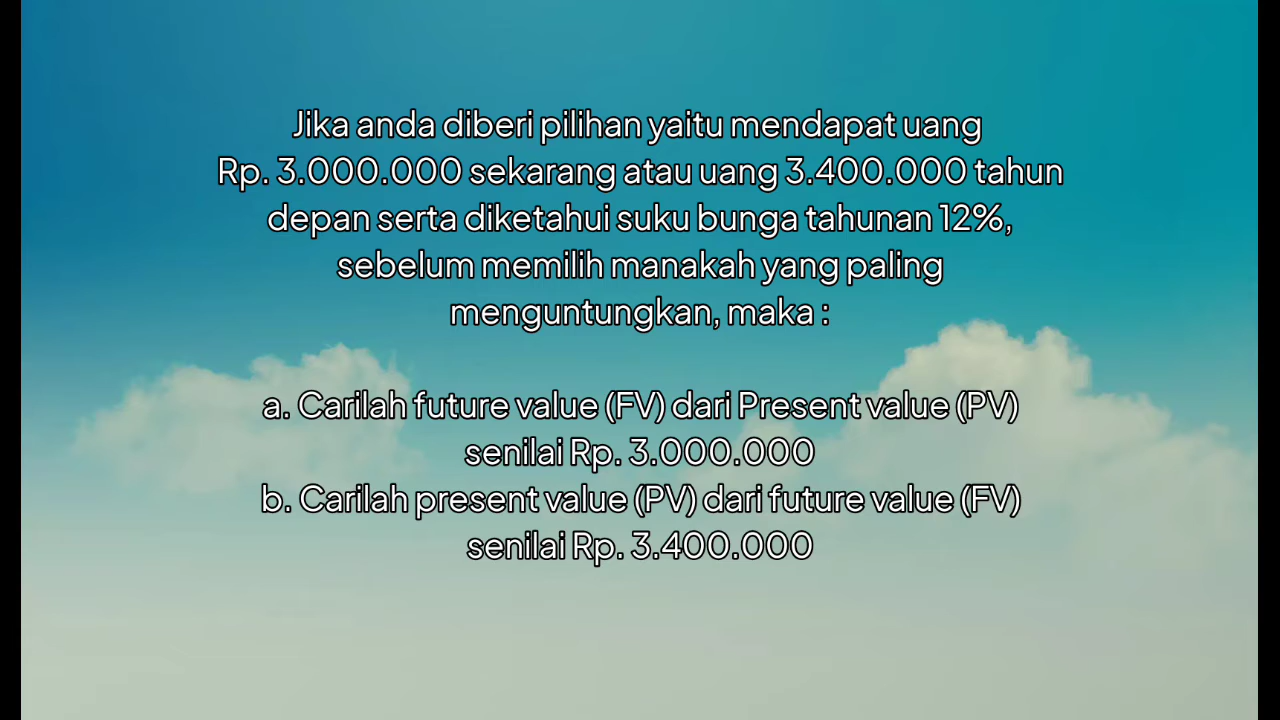 Jika anda diberi pilihan yaitu mendapat uang
Rp. 3.000.000 sekarang atau uang 3.400.000 tahun
depan serta diketahui suku bunga tahunan 12%,
sebelum memilih manakah yang paling
menguntungkan, maka :
a. Carilah future value (FV) dari Present value (PV)
senilai Rp. 3.000.000
b. Carilah present value (PV) dari future value (FV)
senilai Rp. 3.400.000